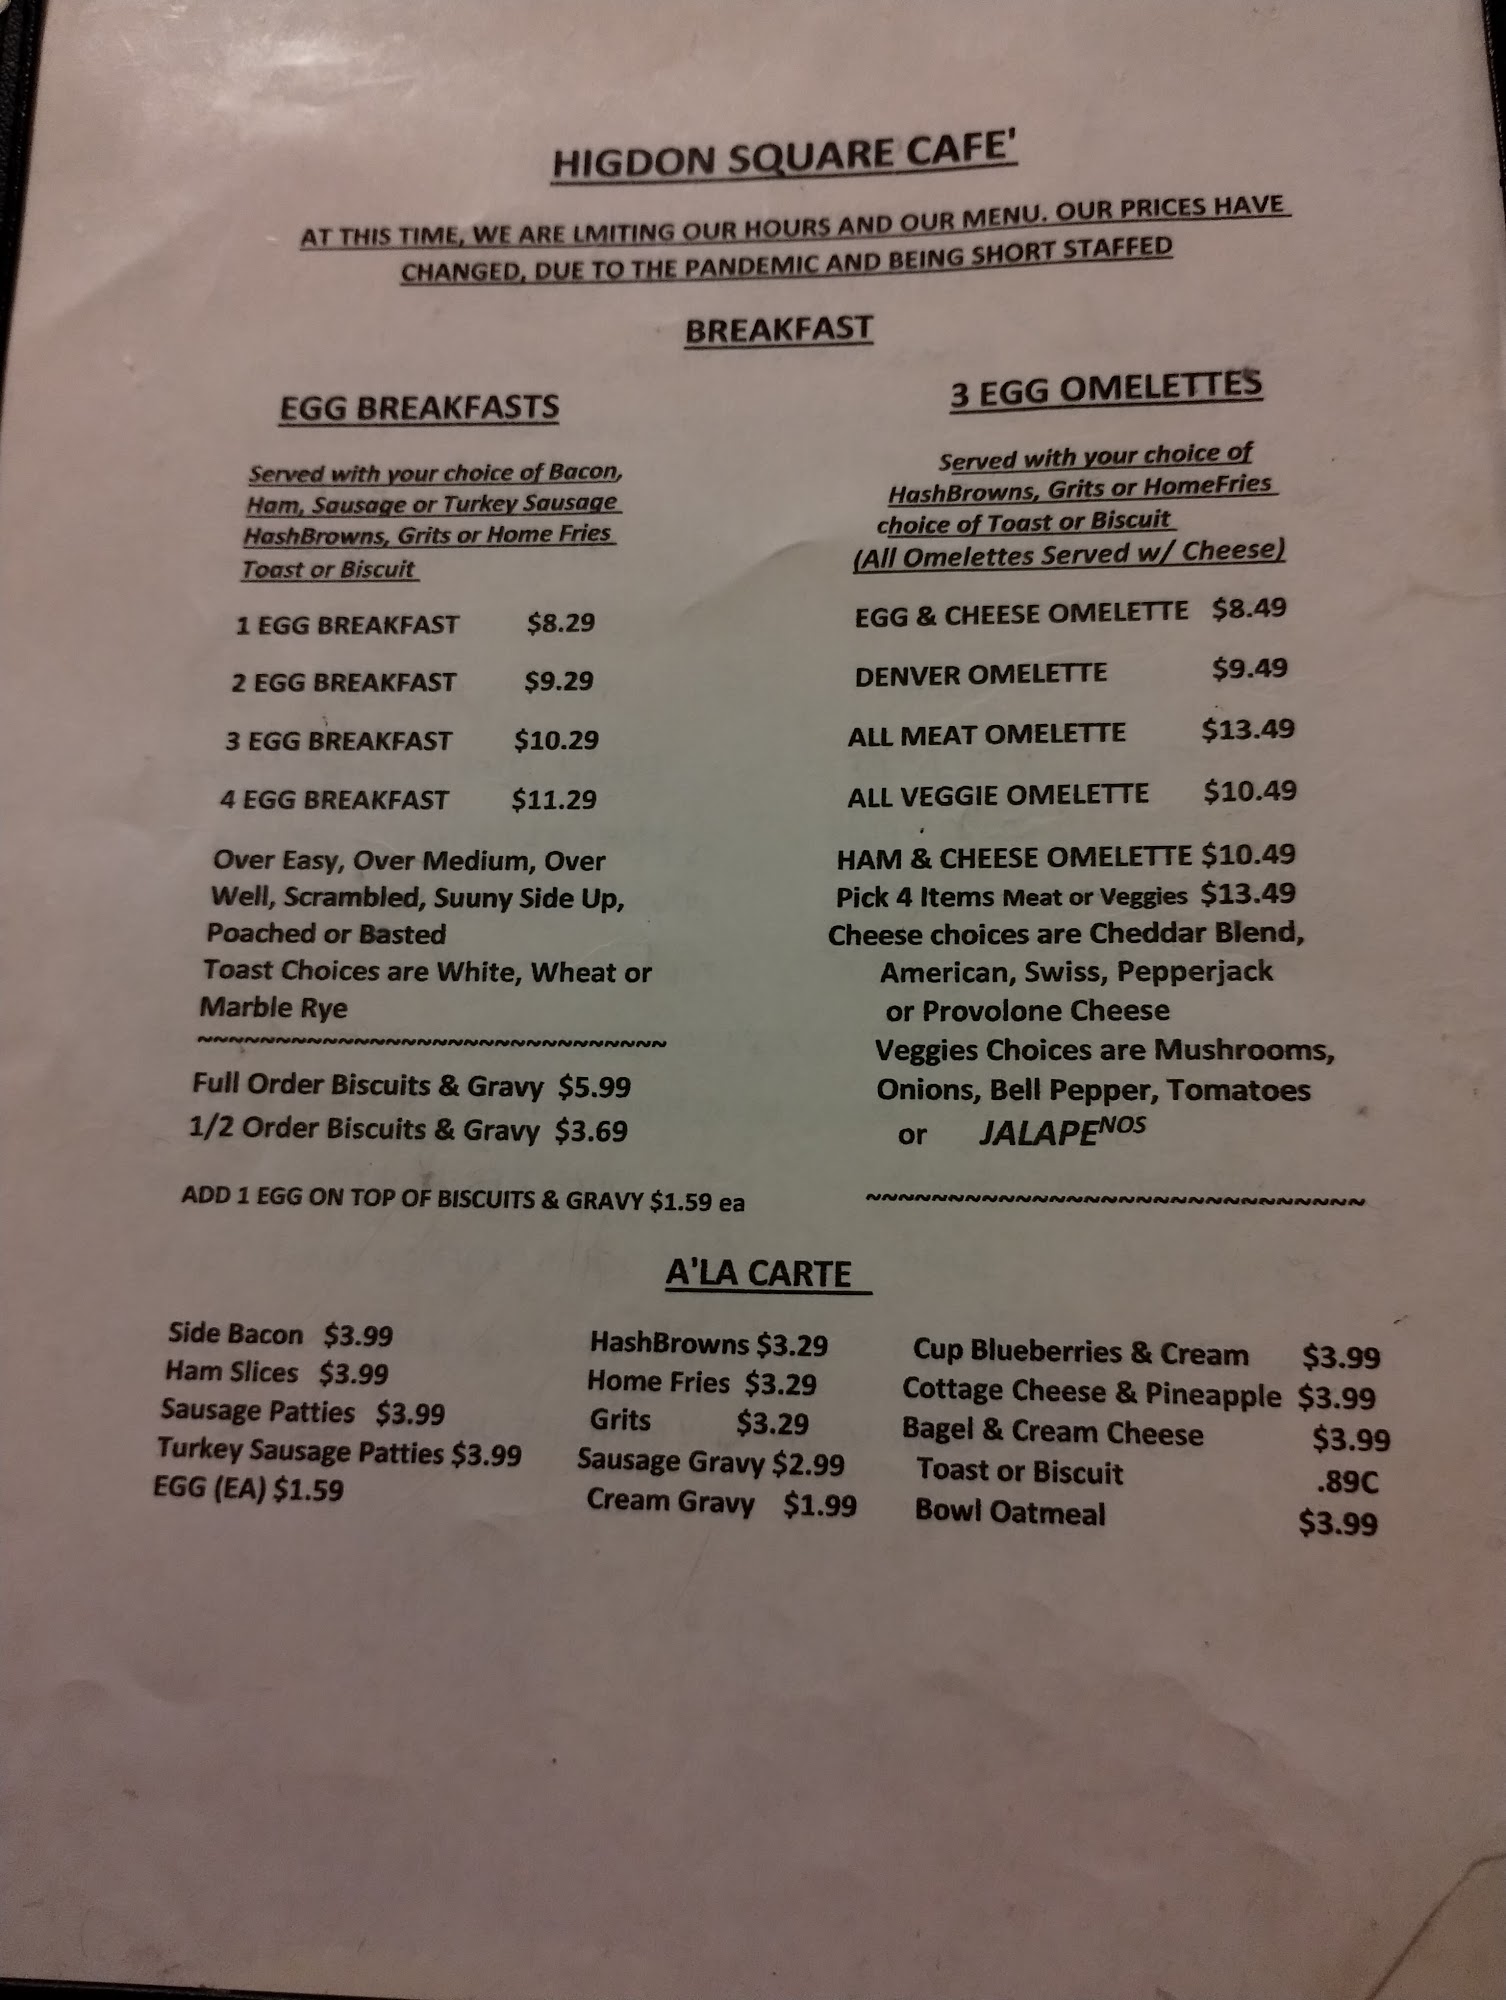 HIGDON SQUARE CAFE'
AT THIS TIME, WE ARE LMITING OUR HOURS AND OUR MENU. OUR PRICES HAVE
CHANGED, DUE TO THE PANDEMIC AND BEING SHORT STAFFED
BREAKFAST
EGG BREAKFASTS
Served with your choice of Bacon,
Ham, Sausage or Turkey Sausage
HashBrowns, Grits or Home Fries
Toast or Biscuit
1 EGG BREAKFAST $8.29
2 EGG BREAKFAST $9.29
3 EGG BREAKFAST $10.29
4 EGG BREAKFAST $11.29
Over Easy, Over Medium, Over
Well, Scrambled, Suuny Side Up,
Poached or Basted
Toast Choices are White, Wheat or
Marble Rye
~~~~~~~~~~~~~~~~~~~~~~~~~~~~~~
Full Order Biscuits & Gravy $5.99
1/2 Order Biscuits & Gravy $3.69
ADD 1 EGG ON TOP OF BISCUITS & GRAVY $1.59 ea
3 EGG OMELETTES
Served with your choice of
HashBrowns, Grits or HomeFries
choice of Toast or Biscuit
(All Omelettes Served w/ Cheese)
EGG & CHEESE OMELETTE $8.49
DENVER OMELETTE $9.49
ALL MEAT OMELETTE $13.49
ALL VEGGIE OMELETTE $10.49
HAM & CHEESE OMELETTE $10.49
Pick 4 Items Meat or Veggies $13.49
Cheese choices are Cheddar Blend,
American, Swiss, Pepperjack
or Provolone Cheese
Veggies Choices are Mushrooms,
Onions, Bell Pepper, Tomatoes
or JALAPENOS
~~~~~~~~~~~~~~~~~~~~~~~~~~~~~~~~
A'LA CARTE
Side Bacon $3.99
Ham Slices $3.99
Sausage Patties $3.99
Turkey Sausage Patties $3.99
EGG (EA) $1.59
HashBrowns $3.29
Home Fries $3.29
Grits $3.29
Sausage Gravy $2.99
Cream Gravy $1.99
Cup Blueberries & Cream $3.99
Cottage Cheese & Pineapple $3.99
Bagel & Cream Cheese $3.99
Toast or Biscuit .89C
Bowl Oatmeal $3.99